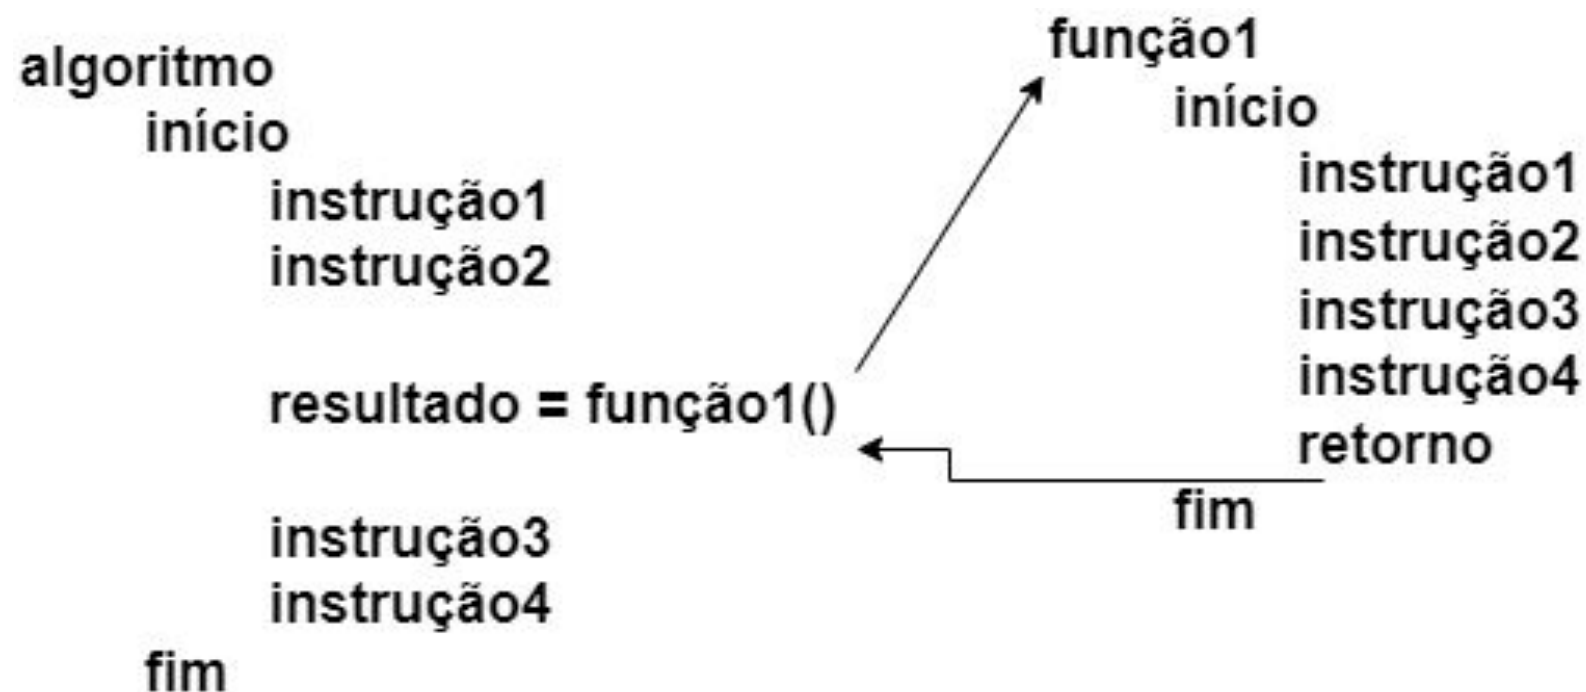 algoritmo
início
instrução1
instrução2
resultado = função1()
instrução3
instrução4
fim
função1
início
instrução1
instrução2
instrução3
instrução4
retorno
fim